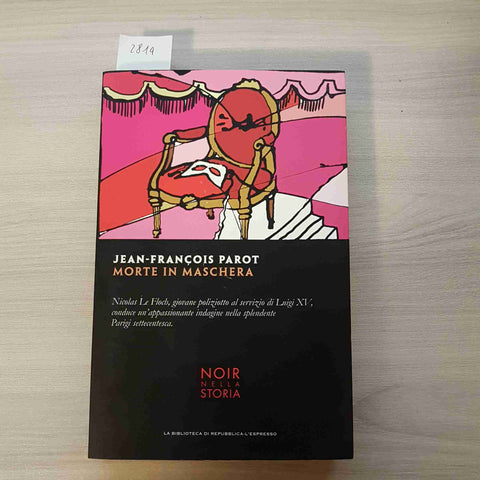 2819
JEAN-FRANÇOIS PAROT
MORTE IN MASCHERA
Nicolas Le Floch, giovane poliziotto al servizio di Luigi XV,
conduce un'appassionante indagine nella splendente
Parigi settecentesca.
NOIR
NELLA
STORIA
LA BIBLIOTECA DI REPUBBLICA-L'ESPRESSO